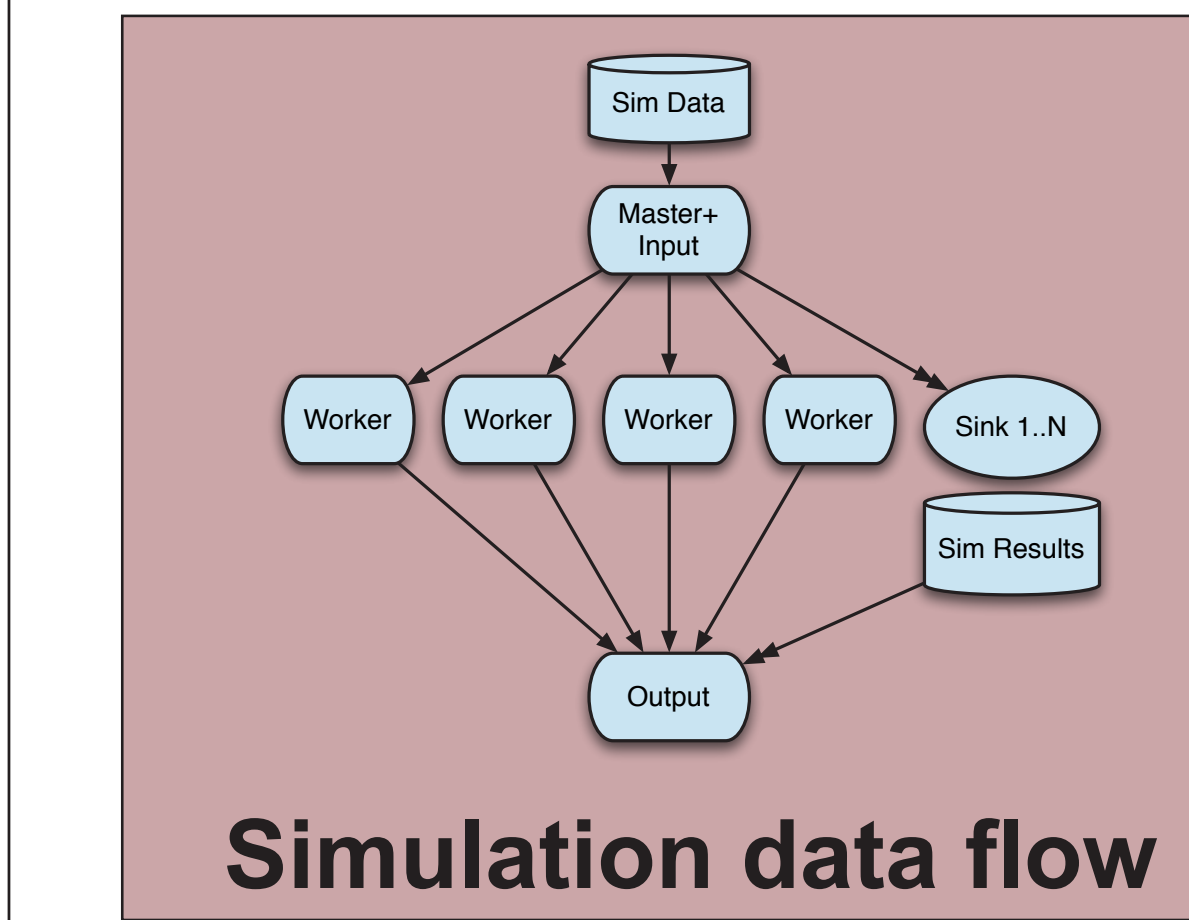 Sim Data
Master+
Input
Worker
Worker
Worker
Worker
Sink 1..N
Sim Results
Output
Simulation data flow